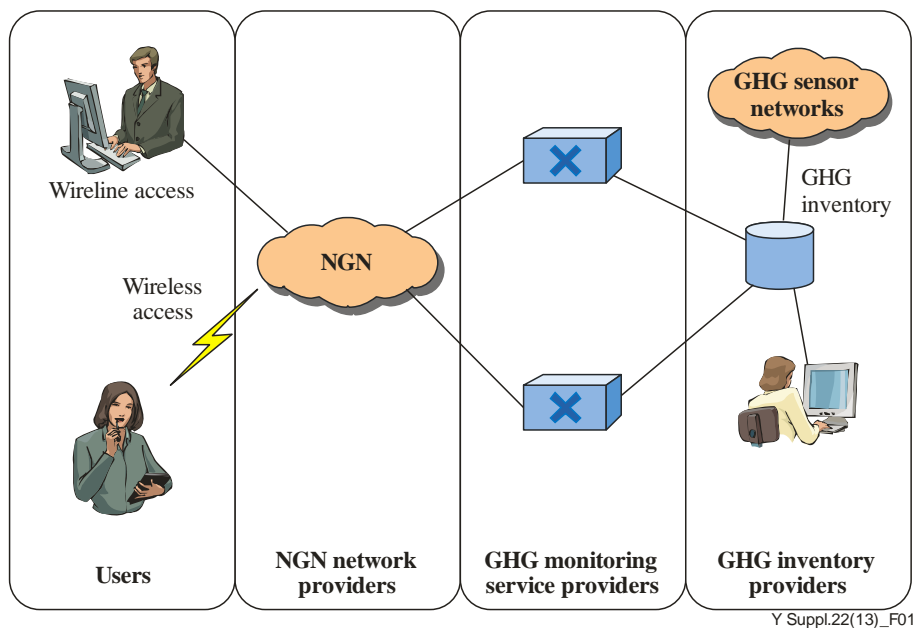 GHG sensor
networks
Wireline access
GHG
inventory
NGN
Wireless
access
Users
NGN network
providers
GHG monitoring
service providers
GHG inventory
providers
Y Suppl.22(13)_F01